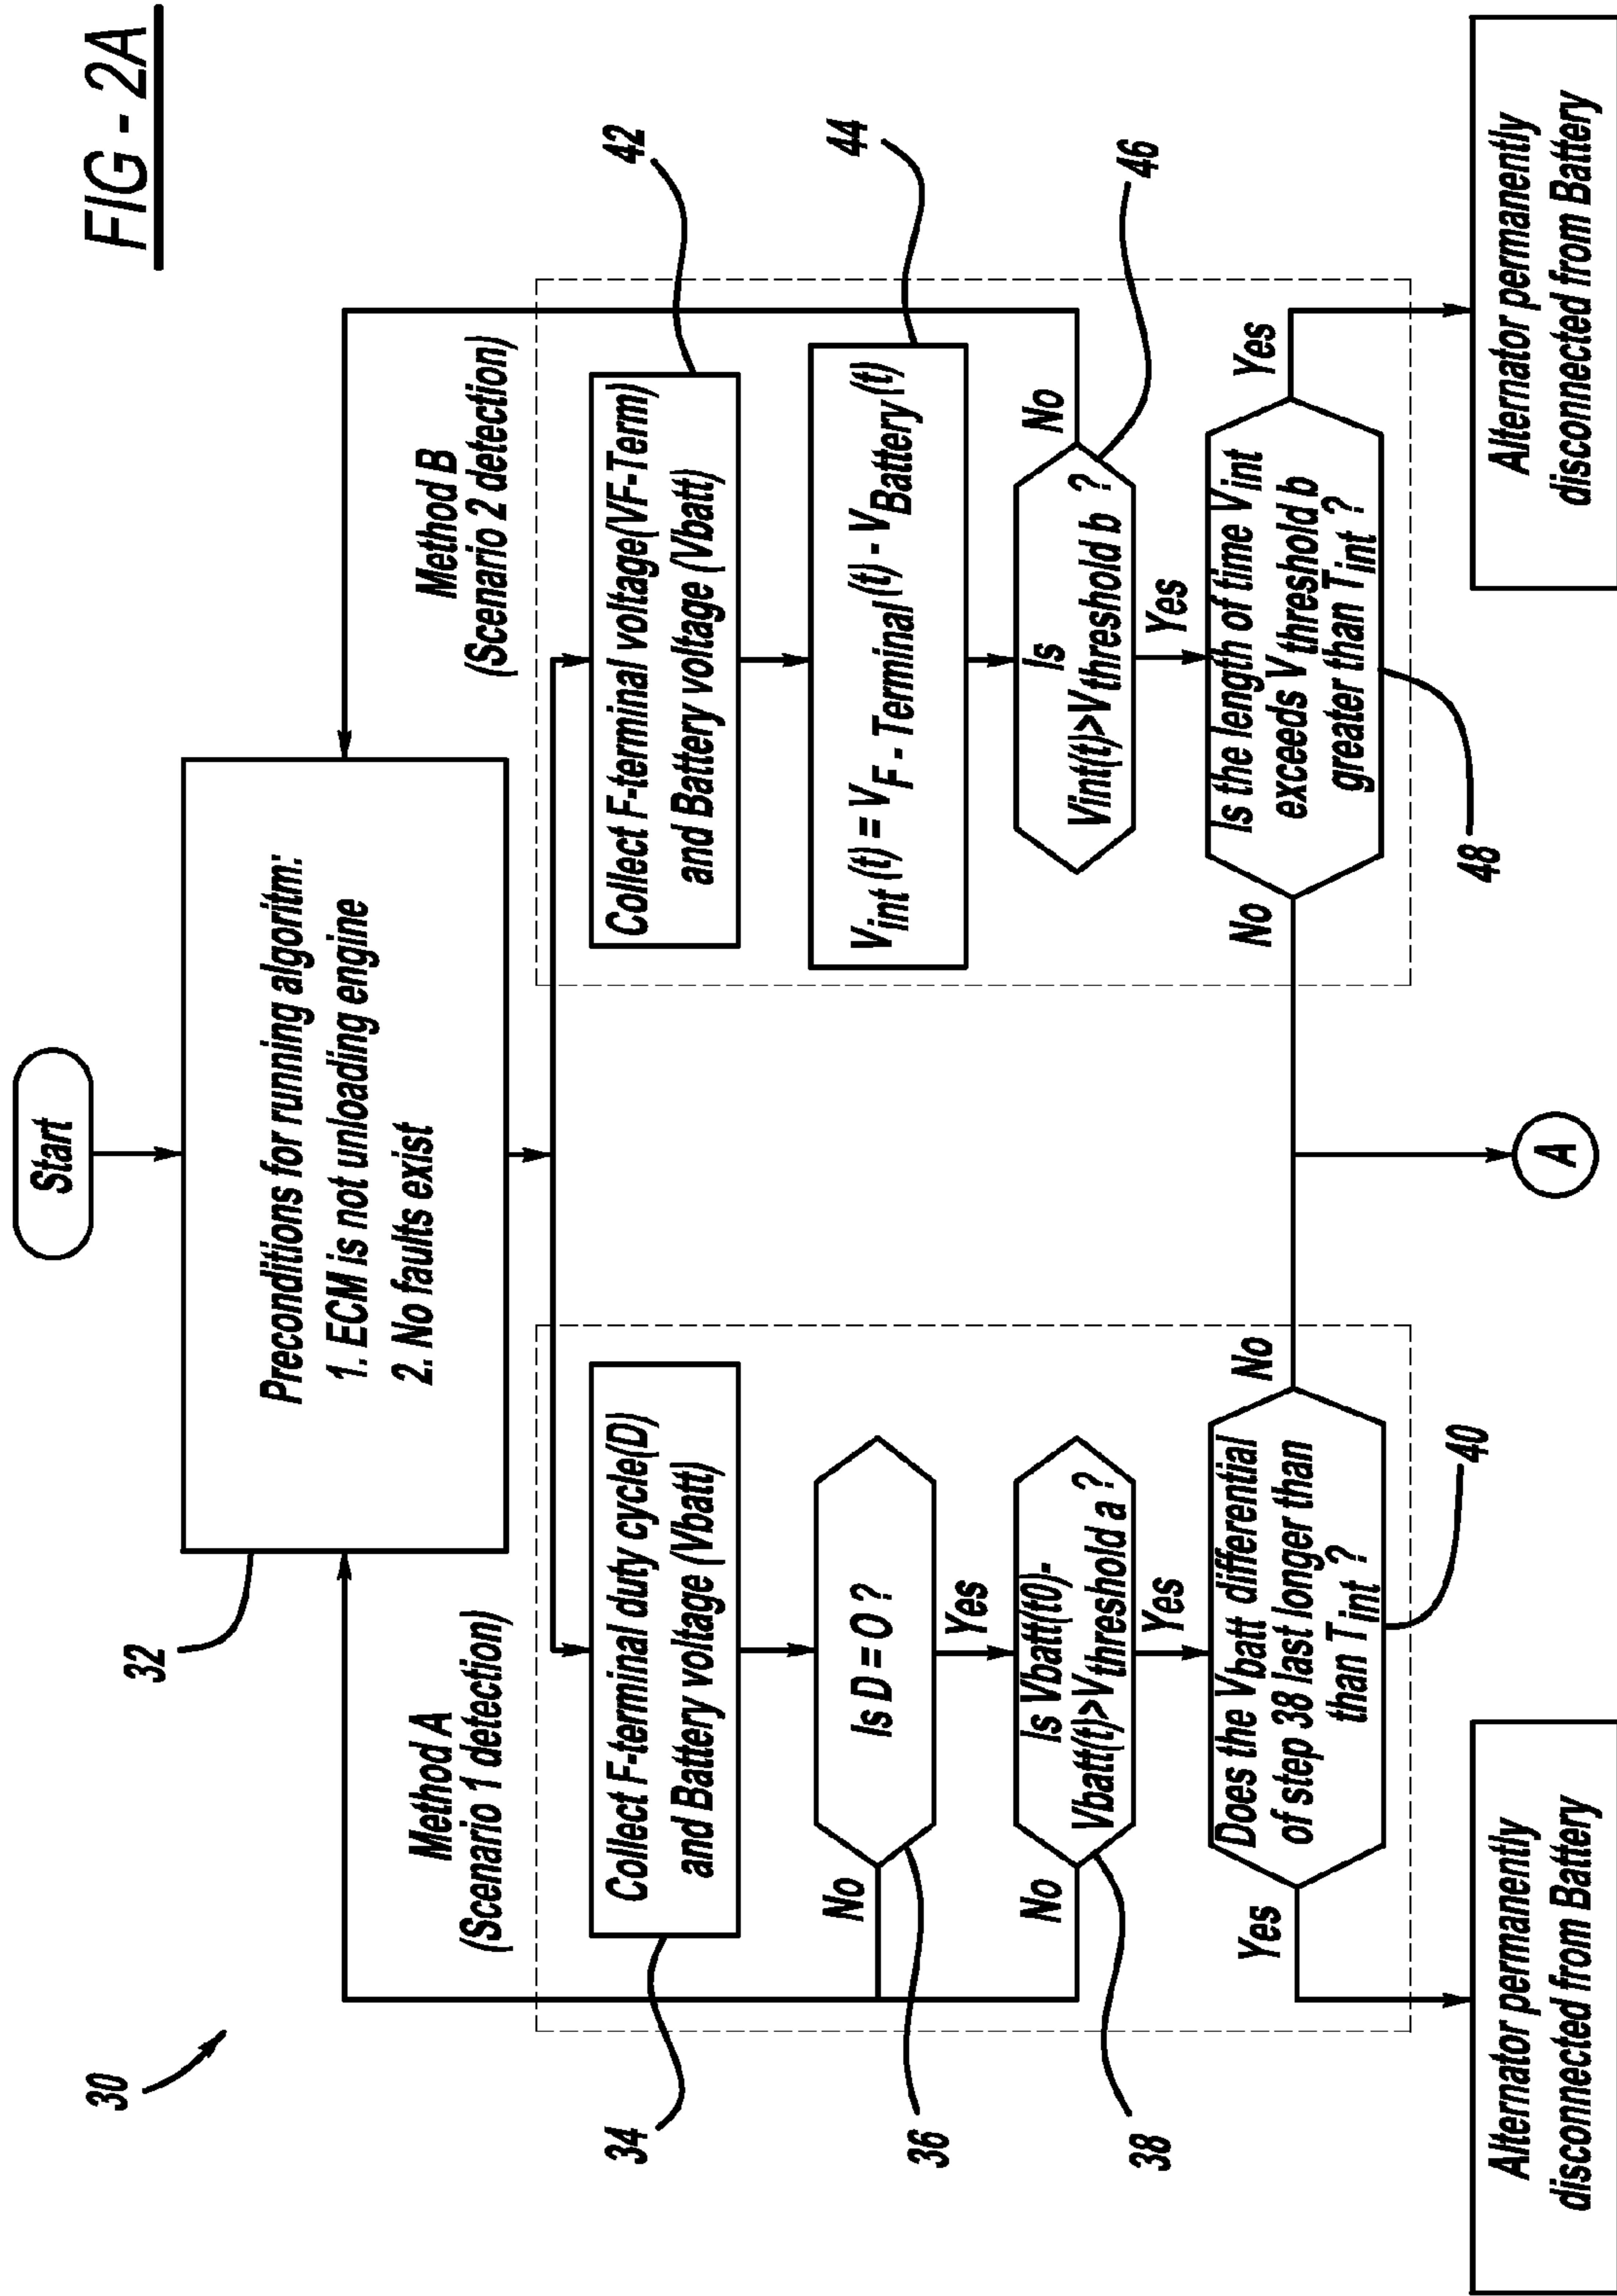 FIG - 2A
30
Start
32
Preconditions for running algoritm:
1. ECM is not unloading engine
2. No faults exist
Method A
(Scenario 1 detection)
34
Collect F-terminal duty cycle(D)
and Battery voltage (Vbatt)
36
Is D = O ?
No
Yes
38
Is Vbatt(t0)-
Vbatt(t)>Vthreshold a ?
No
Yes
Does the Vbatt differential
of step 38 last longer than
than Tint ?
40
Yes
No
Alternator permanently
disconnected from Battery
Method B
(Scenario 2 detection)
42
Collect F-terminal voltage(VF-Term)
and Battery voltage (Vbatt)
44
Vint (t) = VF - Terminal(t) - VBattery(t)
Is
Vint(t)>Vthreshold b ?
46
No
Yes
Is the length of time Vint
exceeds Vthreshold b
greater than Tint ?
48
No
Yes
Alternator permanently
disconnected from Battery
A